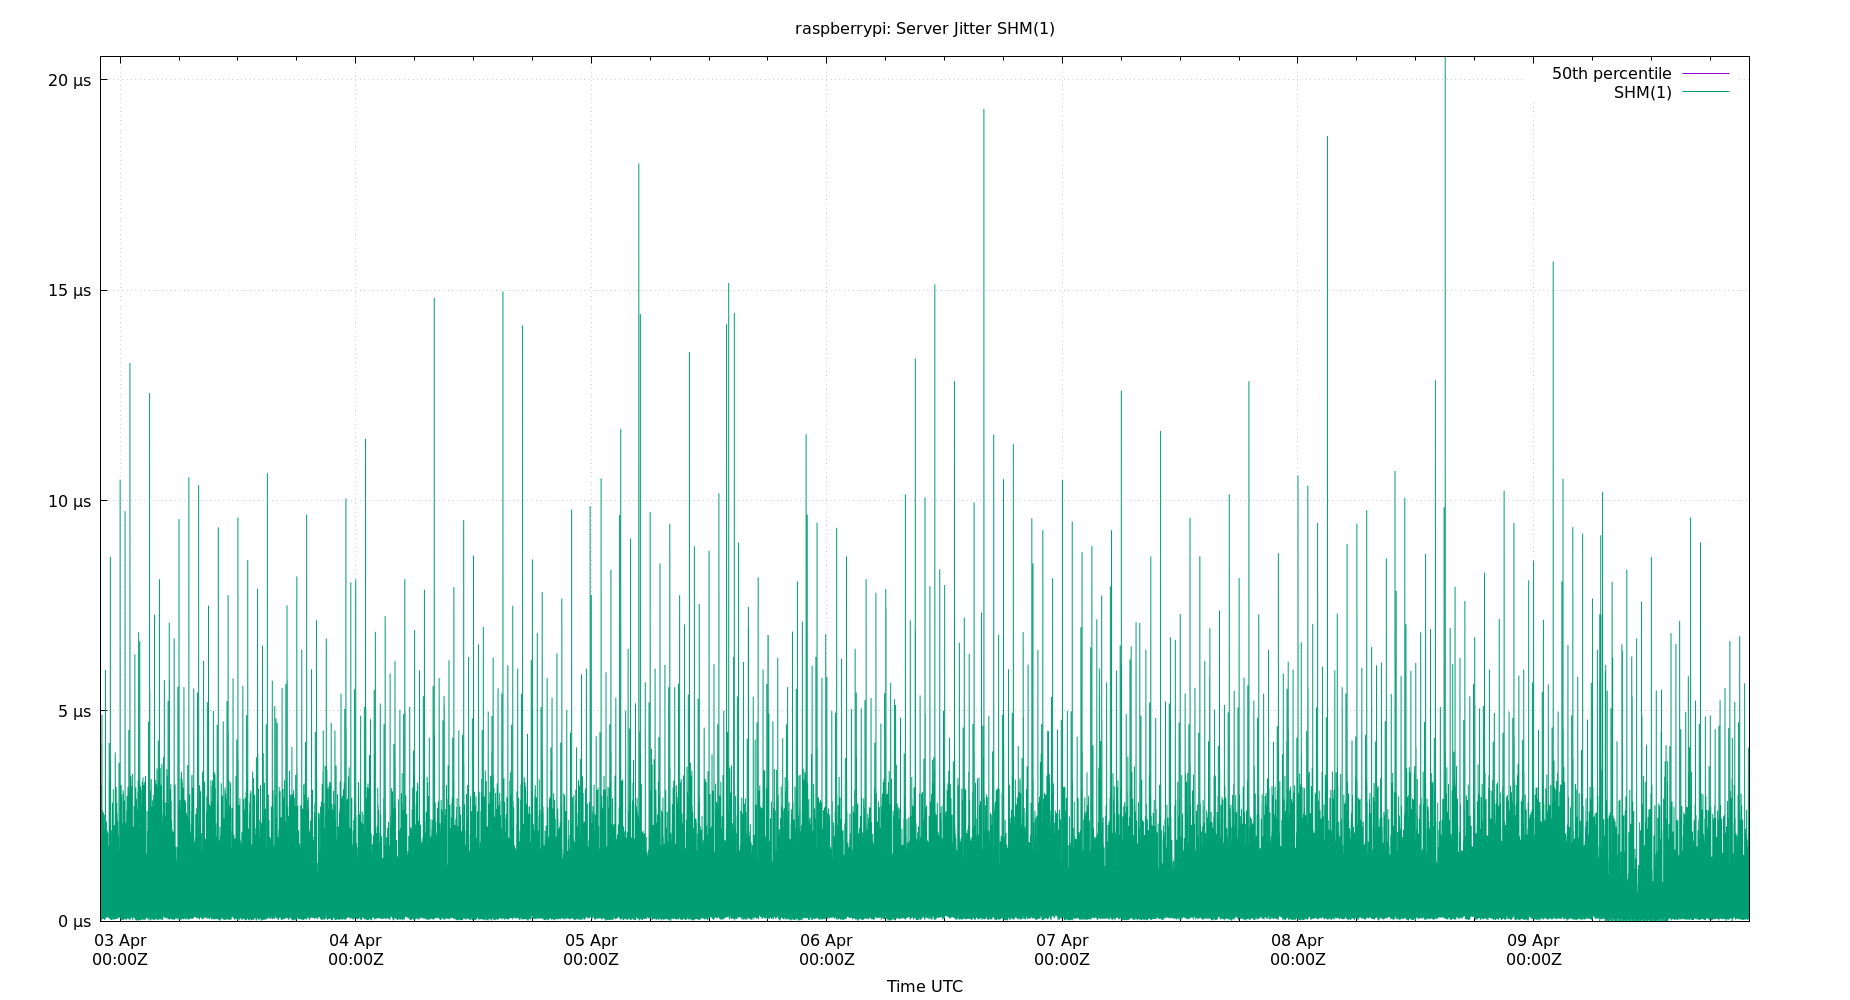 raspberrypi: Server Jitter SHM(1)
50th percentile
SHM(1)
20 µs
15 µs
10 µs
5 µs
0 µs
03 Apr 04 Apr 05 Apr 06 Apr 07 Apr 08 Apr 09 Apr
00:00Z 00:00Z 00:00Z 00:00Z 00:00Z 00:00Z 00:00Z
Time UTC